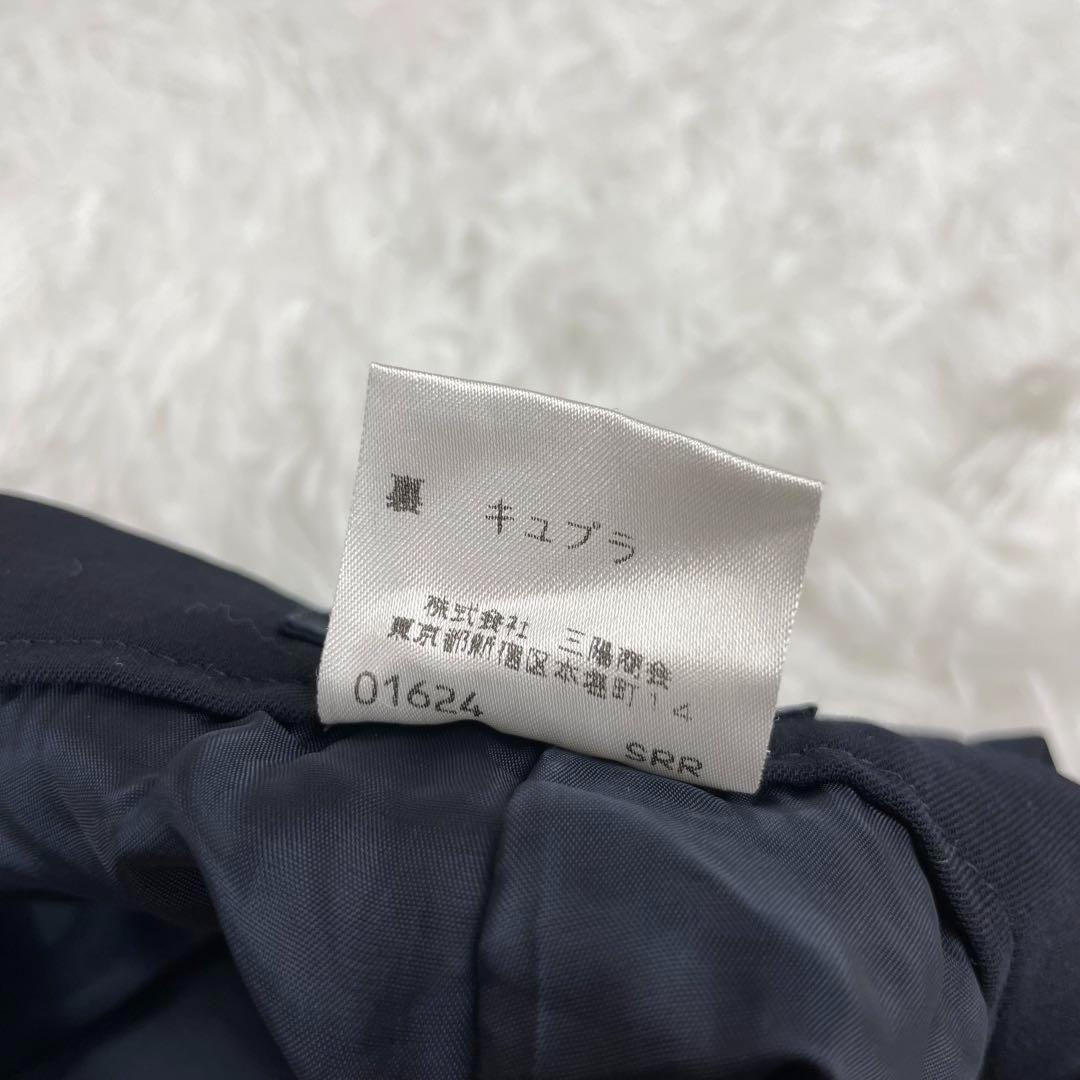 裏 キュプラ
株式会社 三陽商会
東京都新宿区本塩町14
01624
SRR